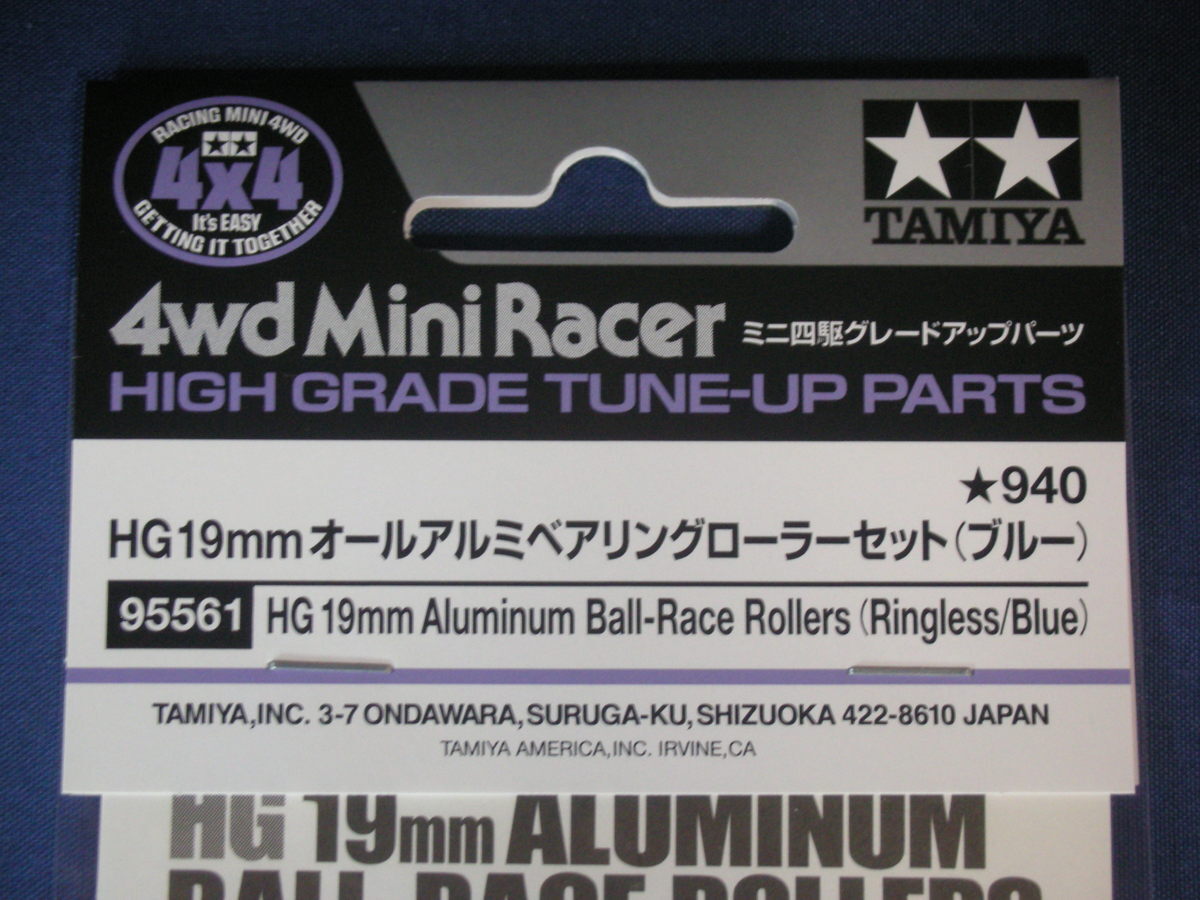 RACING MINI 4WD
4x4
It's EASY
GETTING IT TOGETHER
TAMIYA
4wd Mini Racer ミニ四駆グレードアップパーツ
HIGH GRADE TUNE-UP PARTS
★940
HG19mmオールアルミベアリングローラーセット(ブルー)
95561 HG 19mm Aluminum Ball-Race Rollers (Ringless/Blue)
TAMIYA,INC. 3-7 ONDAWARA, SURUGA-KU, SHIZUOKA 422-8610 JAPAN
TAMIYA AMERICA,INC. IRVINE,CA
HG 19mm ALUMINUM
BALL-RACE ROLLERS